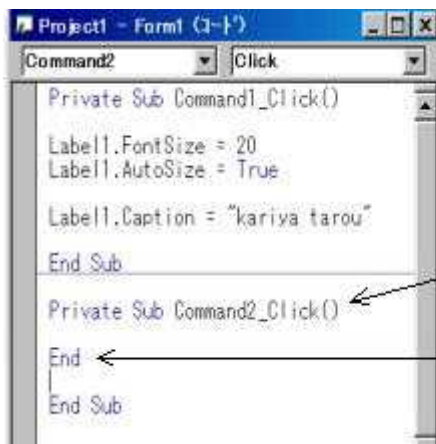 Project1 - Form1 (ｺｰﾄﾞ)
Command2 Click
Private Sub Command1_Click()
Label1.FontSize = 20
Label1.AutoSize = True
Label1.Caption = "kariya tarou"
End Sub
Private Sub Command2_Click()
End
End Sub